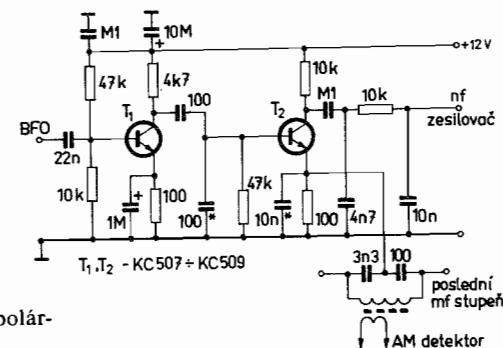 M1
10M
+
+12V
47k
4k7
10k
T₁
100
T₂
M1
10k
nf
zesilovač
BFO
22n
10k
1M
+
100
100
*
47k
10n
*
100
4n7
10n
T₁,T₂ - KC507 ÷ KC509
3n3
100
poslední
mf stupeň
AM detektor
polár-